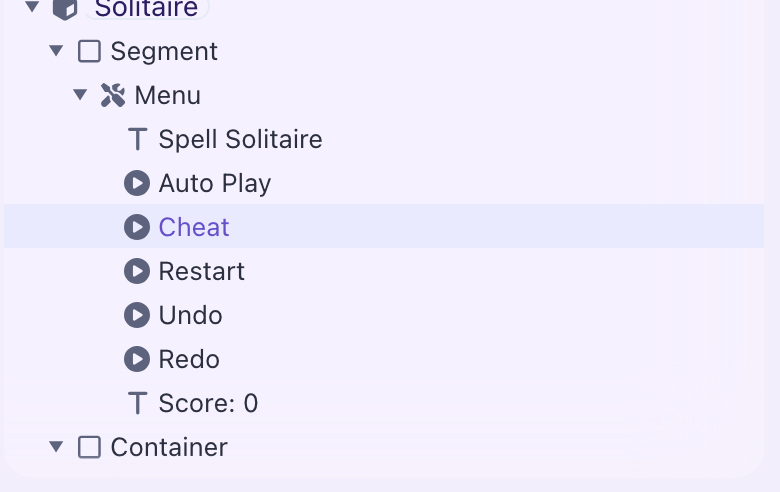 Solitaire
Segment
Menu
Spell Solitaire
Auto Play
Cheat
Restart
Undo
Redo
Score: 0
Container